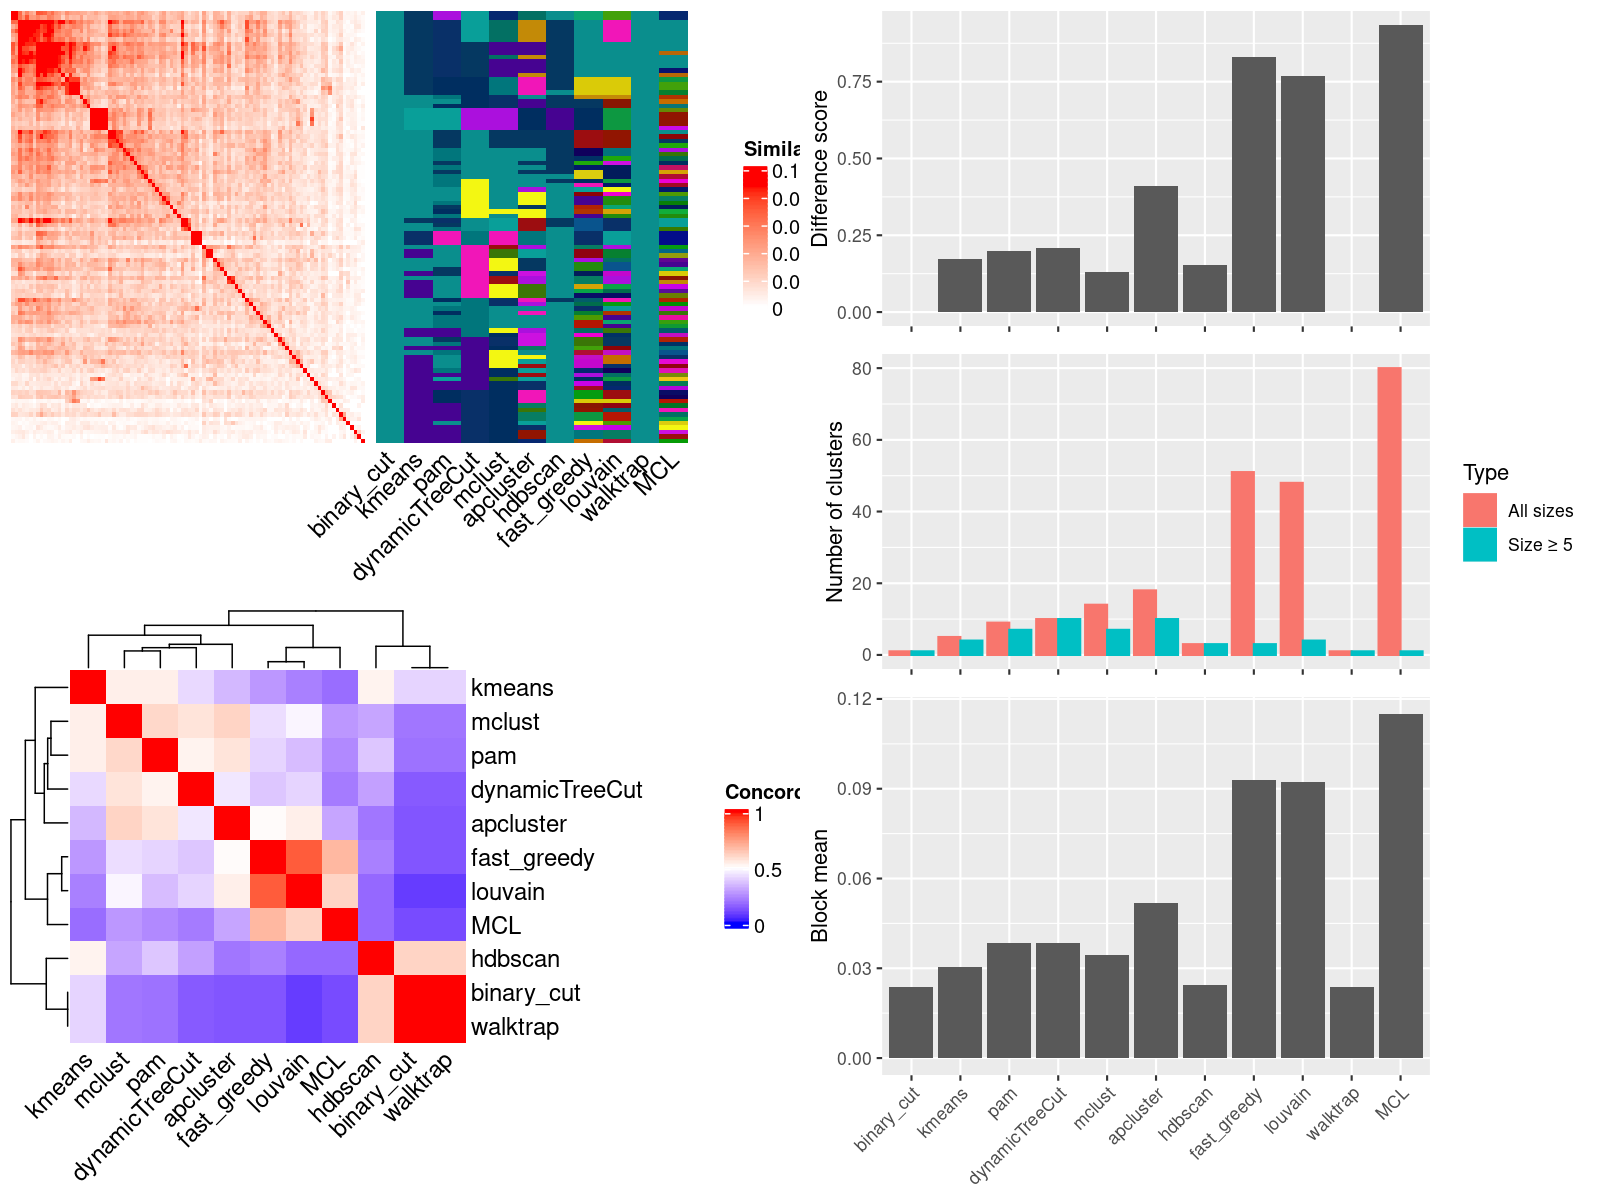 Simila
0.1
0.0
0.0
0.0
0.0
0
binary_cut
kmeans
pam
dynamicTreeCut
mclust
apcluster
hdbscan
fast_greedy
louvain
walktrap
MCL
kmeans
mclust
pam
dynamicTreeCut
apcluster
fast_greedy
louvain
MCL
hdbscan
binary_cut
walktrap
kmeans
mclust
pam
dynamicTreeCut
apcluster
fast_greedy
louvain
MCL
hdbscan
binary_cut
walktrap
Concord
1
0.5
0
Difference score
0.75
0.50
0.25
0.00
Number of clusters
80
60
40
20
0
Type
All sizes
Size ≥ 5
Block mean
0.12
0.09
0.06
0.03
0.00
binary_cut
kmeans
pam
dynamicTreeCut
mclust
apcluster
hdbscan
fast_greedy
louvain
walktrap
MCL